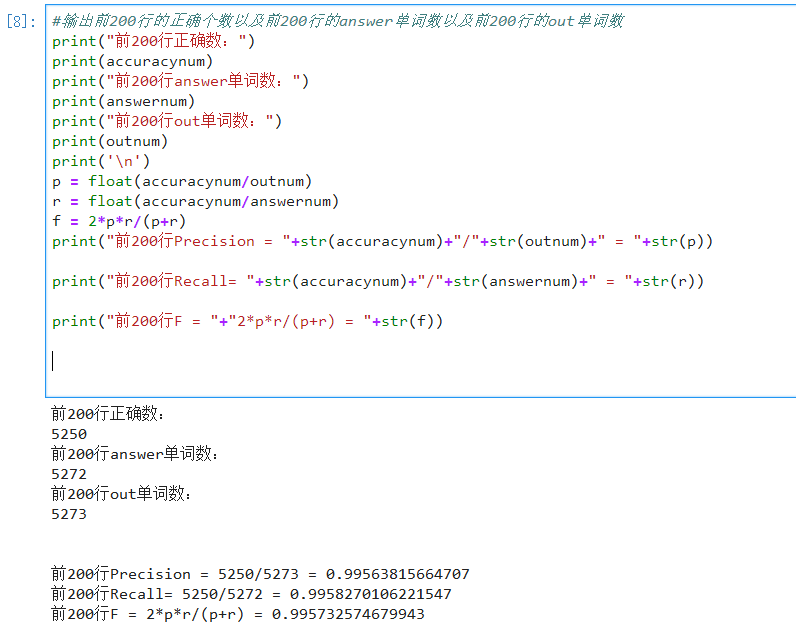 [8]: #输出前200行的正确个数以及前200行的answer单词数以及前200行的out单词数
print("前200行正确数：")
print(accuracynum)
print("前200行answer单词数：")
print(answernum)
print("前200行out单词数：")
print(outnum)
print('\n')
p = float(accuracynum/outnum)
r = float(accuracynum/answernum)
f = 2*p*r/(p+r)
print("前200行Precision = "+str(accuracynum)+"/"+str(outnum)+" = "+str(p))
print("前200行Recall= "+str(accuracynum)+"/"+str(answernum)+" = "+str(r))
print("前200行F = "+"2*p*r/(p+r) = "+str(f))
前200行正确数：
5250
前200行answer单词数：
5272
前200行out单词数：
5273
前200行Precision = 5250/5273 = 0.99563815664707
前200行Recall= 5250/5272 = 0.9958270106221547
前200行F = 2*p*r/(p+r) = 0.995732574679943